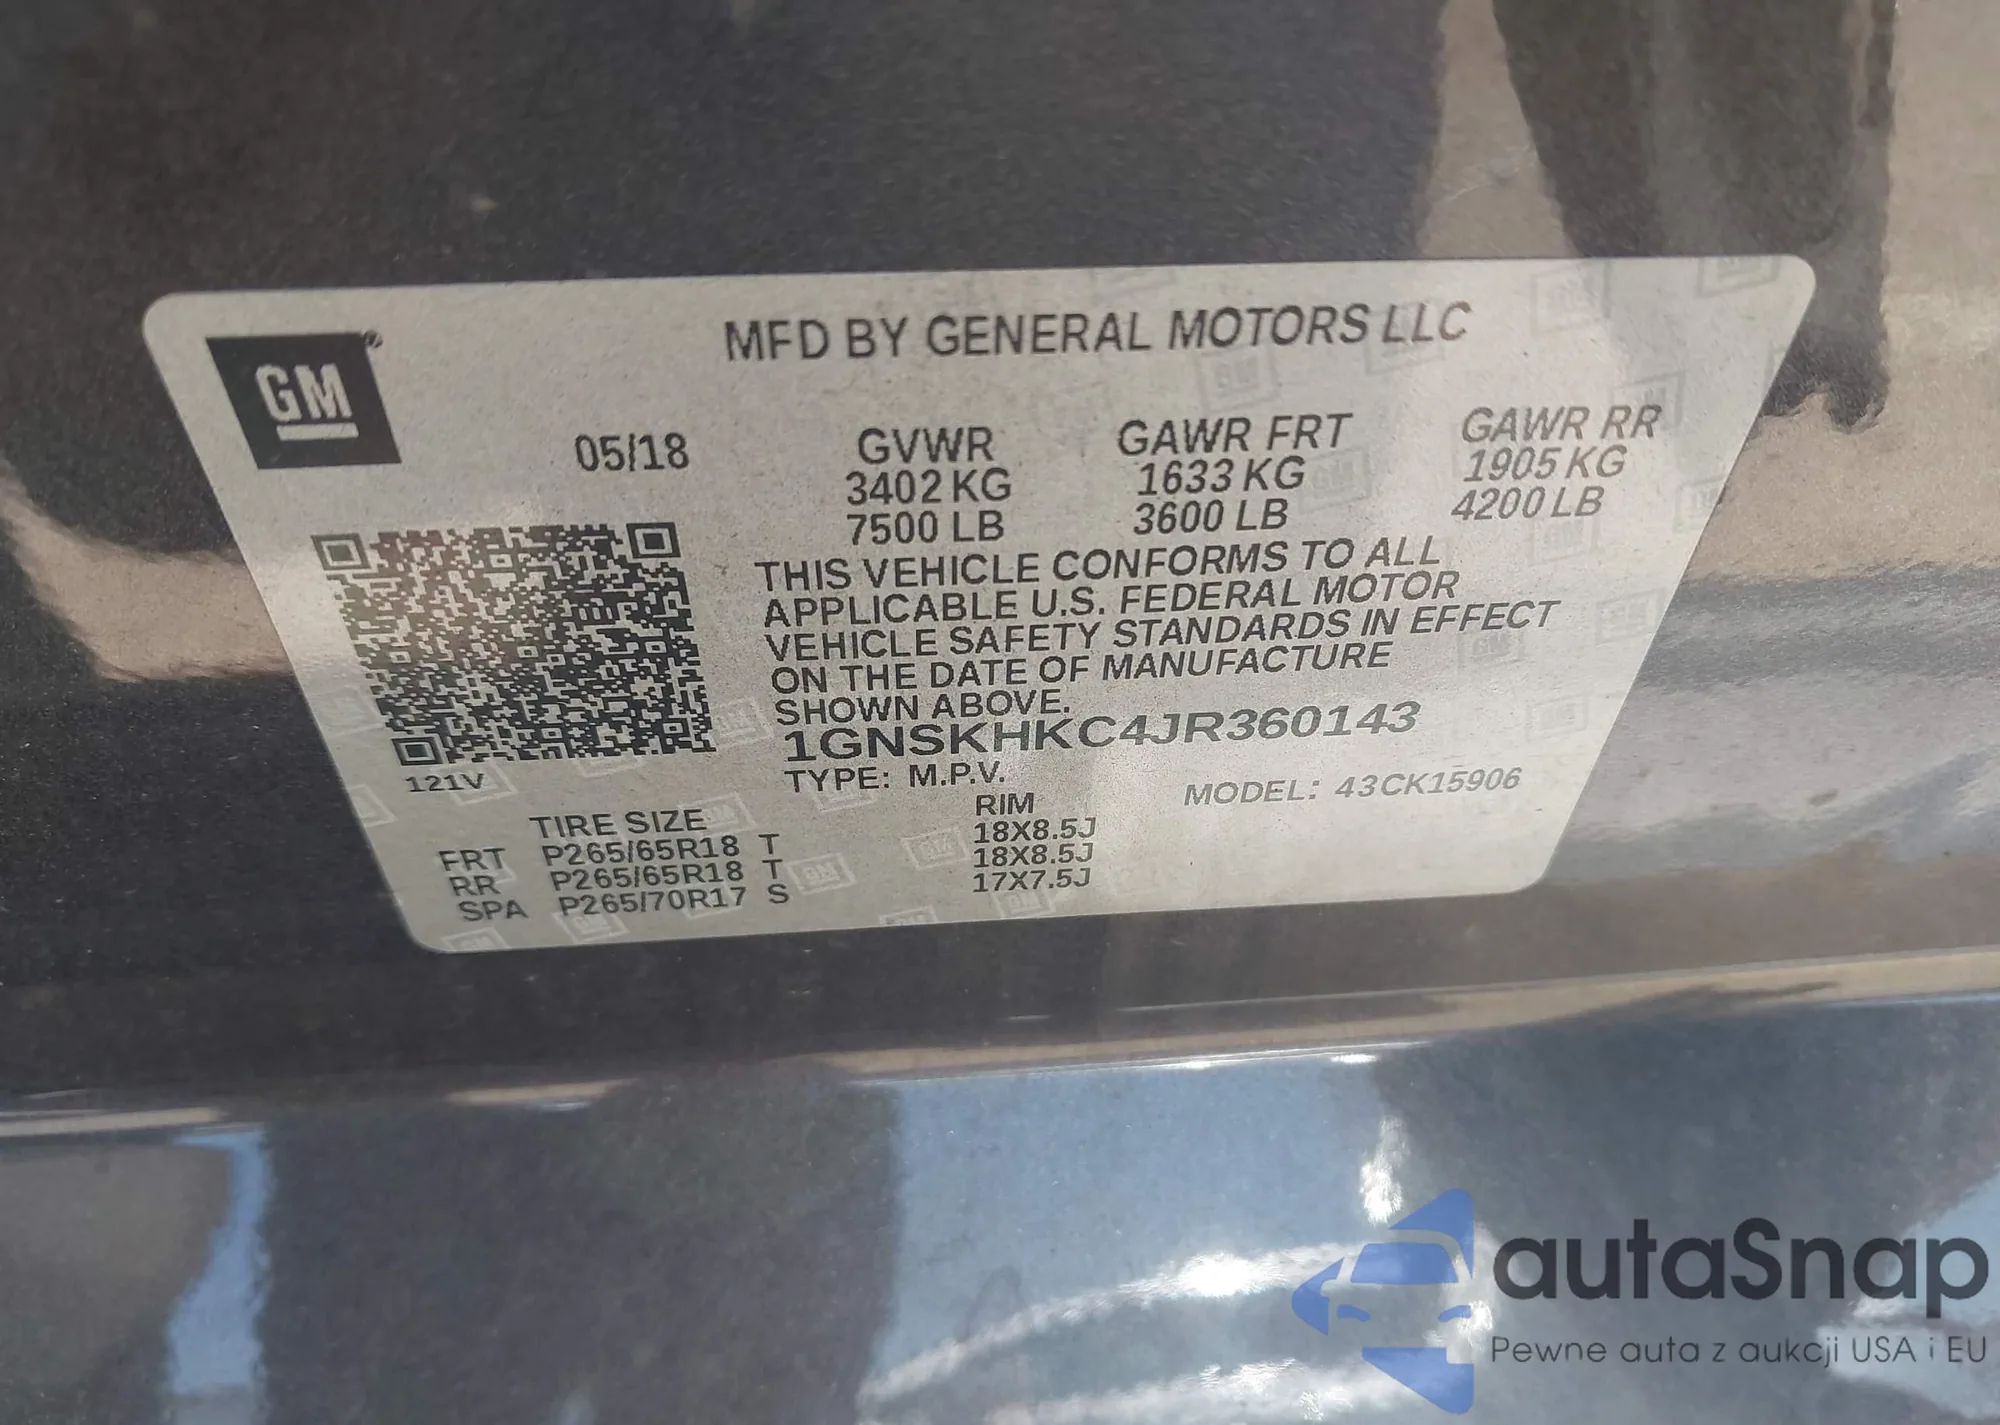 GM
MFD BY GENERAL MOTORS LLC
05/18
GVWR
3402 KG
7500 LB
GAWR FRT
1633 KG
3600 LB
GAWR RR
1905 KG
4200 LB
THIS VEHICLE CONFORMS TO ALL
APPLICABLE U.S. FEDERAL MOTOR
VEHICLE SAFETY STANDARDS IN EFFECT
ON THE DATE OF MANUFACTURE
SHOWN ABOVE.
1GNSKHKC4JR360143
121V
TYPE: M.P.V.
MODEL: 43CK15906
TIRE SIZE RIM
FRT P265/65R18 T 18X8.5J
RR P265/65R18 T 18X8.5J
SPA P265/70R17 S 17X7.5J
autaSnap
Pewne auta z aukcji USA i EU